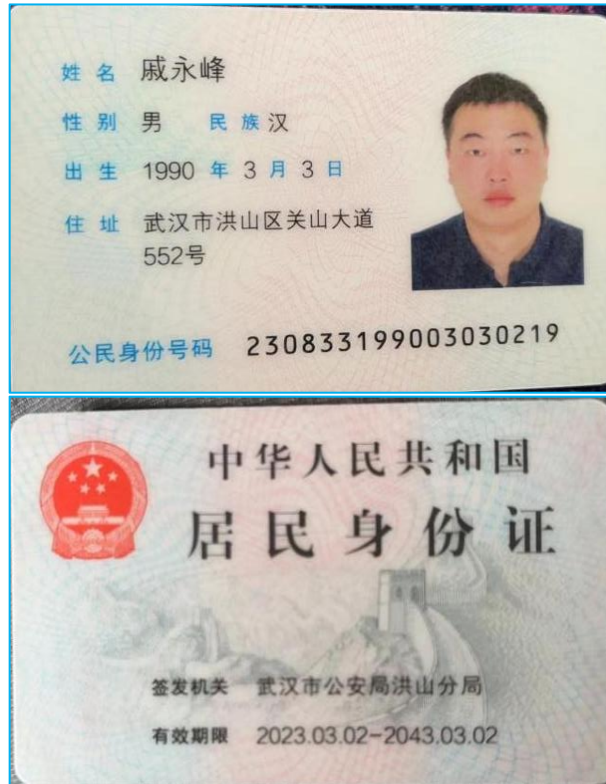 姓名 戚永峰
性别 男 民族 汉
出生 1990 年 3 月 3 日
住址 武汉市洪山区关山大道
552号
公民身份号码 230833199003030219
中华人民共和国
居民身份证
签发机关 武汉市公安局洪山分局
有效期限 2023.03.02-2043.03.02